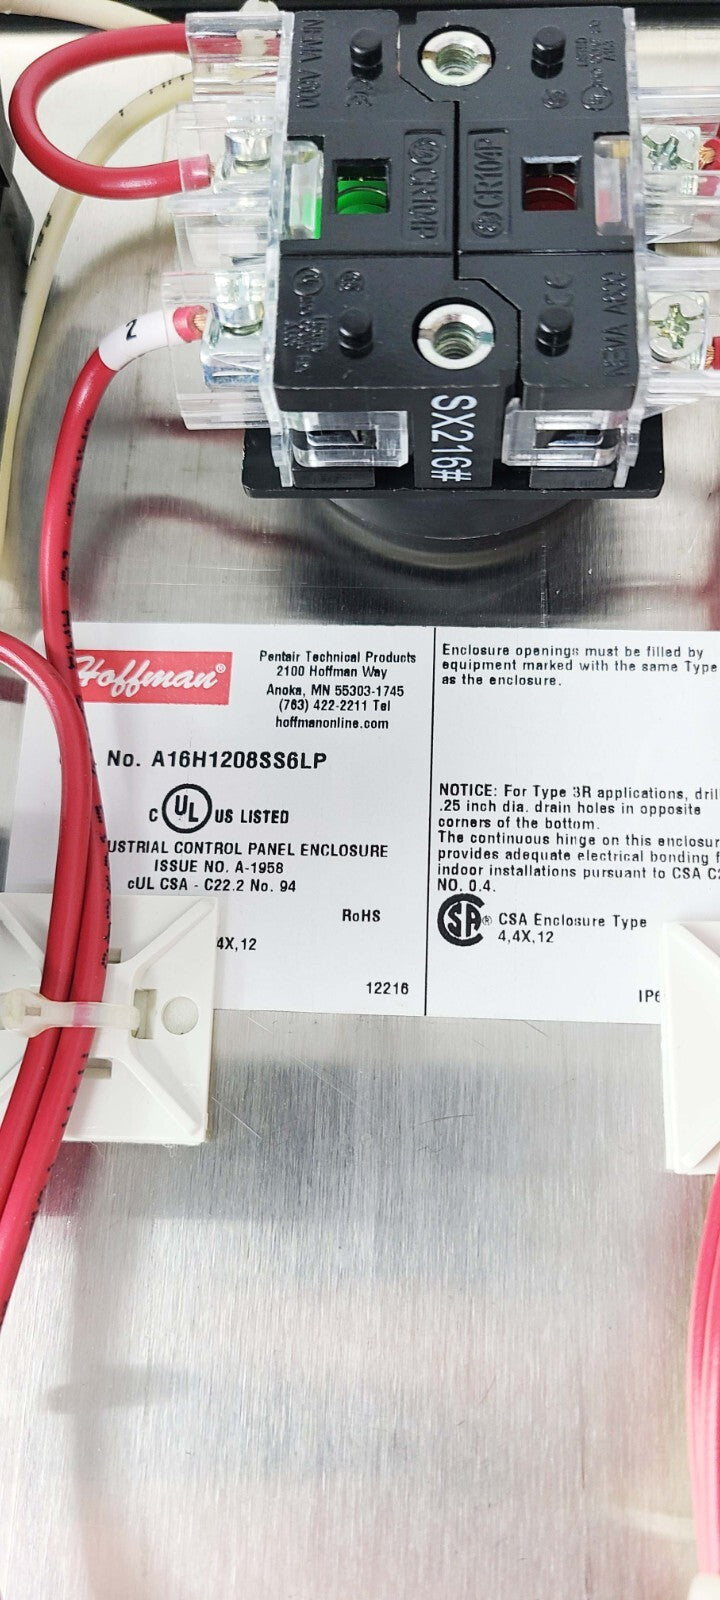 NEMA A600
CR104P
CR104P
NEMA A600
SX216#
2
Hoffman®
Pentair Technical Products
2100 Hoffman Way
Anoka, MN 55303-1745
(763) 422-2211 Tel
hoffmanonline.com
No. A16H1208SS6LP
C UL US LISTED
USTRIAL CONTROL PANEL ENCLOSURE
ISSUE NO. A-1958
cUL CSA - C22.2 No. 94
RoHS
4X,12
12216
Enclosure openings must be filled by
equipment marked with the same Type
as the enclosure.
NOTICE: For Type 3R applications, dril
.25 inch dia. drain holes in opposite
corners of the bottom.
The continuous hinge on this enclosur
provides adequate electrical bonding f
indoor installations pursuant to CSA C2
NO. 0.4.
SA® CSA Enclosure Type
4,4X,12
IP6